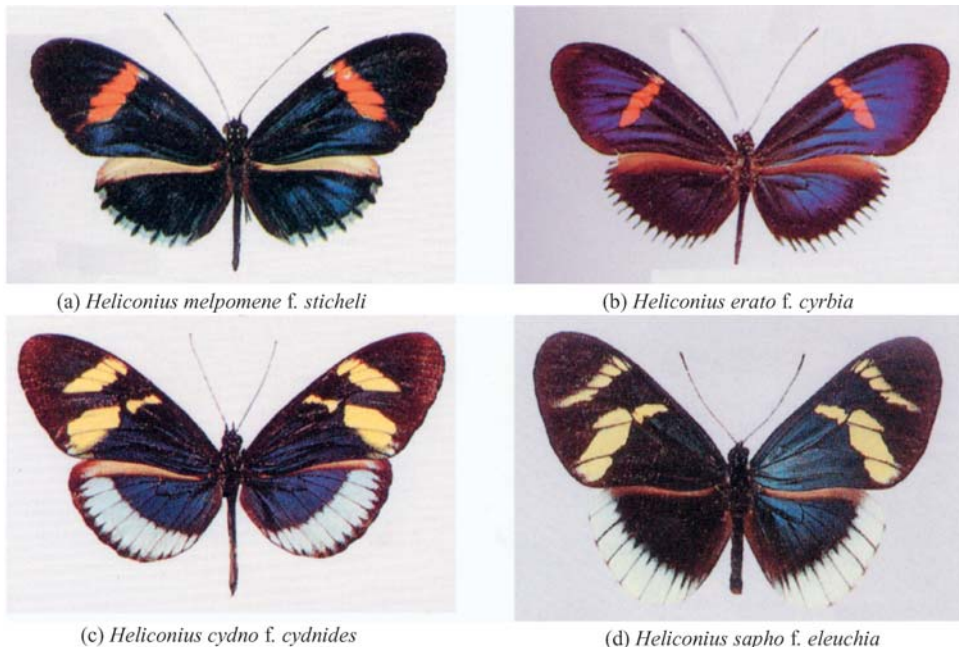 (a) Heliconius melpomene f. sticheli
(b) Heliconius erato f. cyrbia
(c) Heliconius cydno f. cydnides
(d) Heliconius sapho f. eleuchia